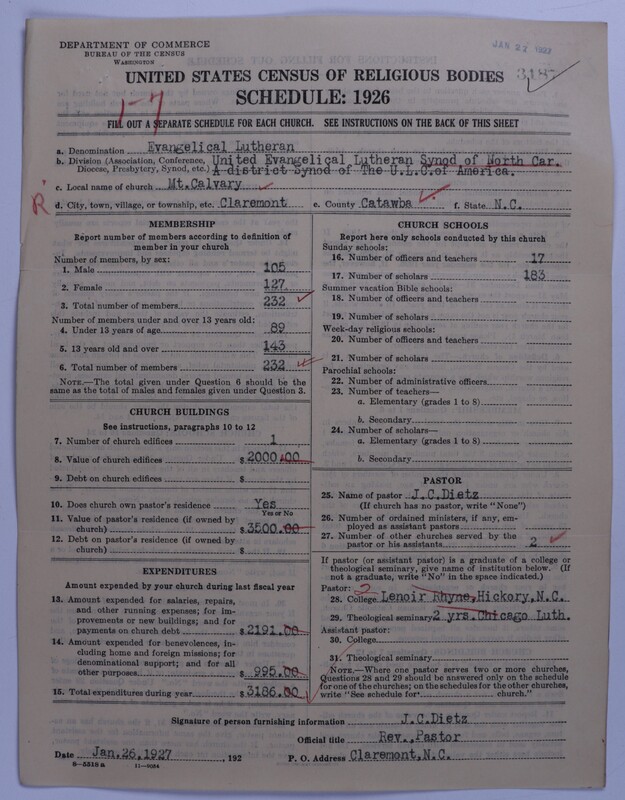 DEPARTMENT OF COMMERCE
BUREAU OF THE CENSUS
WASHINGTON
JAN 27 1927
UNITED STATES CENSUS OF RELIGIOUS BODIES
SCHEDULE: 1926
1-7
FILL OUT A SEPARATE SCHEDULE FOR EACH CHURCH. SEE INSTRUCTIONS ON THE BACK OF THIS SHEET
a. Denomination Evangelical Lutheran
b. Division (Association, Conference, Diocese, Presbytery, Synod, etc.) United Evangelical Lutheran Synod of North Car.
A district Synod of The U.L.C.of America.
c. Local name of church Mt.Calvary
R
d. City, town, village, or township, etc. Claremont e. County Catawba f. State N.C.
MEMBERSHIP
Report number of members according to definition of
member in your church
Number of members, by sex:
1. Male 105
2. Female 127
3. Total number of members 232
Number of members under and over 13 years old:
4. Under 13 years of age 89
5. 13 years old and over 143
6. Total number of members 232
NOTE.—The total given under Question 6 should be the
same as the total of males and females given under Question 3.
CHURCH BUILDINGS
See instructions, paragraphs 10 to 12
7. Number of church edifices 1
8. Value of church edifices $2000.00
9. Debt on church edifices $
10. Does church own pastor's residence Yes
Yes or No
11. Value of pastor's residence (if owned by
church) $3500.00
12. Debt on pastor's residence (if owned by
church) $
EXPENDITURES
Amount expended by your church during last fiscal year
13. Amount expended for salaries, repairs,
and other running expenses; for im-
provements or new buildings; and for
payments on church debt $2191.00
14. Amount expended for benevolences, in-
cluding home and foreign missions; for
denominational support; and for all
other purposes $995.00
15. Total expenditures during year $3186.00
CHURCH SCHOOLS
Report here only schools conducted by this church
Sunday schools:
16. Number of officers and teachers 17
17. Number of scholars 183
Summer vacation Bible schools:
18. Number of officers and teachers
19. Number of scholars
Week-day religious schools:
20. Number of officers and teachers
21. Number of scholars
Parochial schools:
22. Number of administrative officers
23. Number of teachers—
a. Elementary (grades 1 to 8)
b. Secondary
24. Number of scholars—
a. Elementary (grades 1 to 8)
b. Secondary
PASTOR
25. Name of pastor J.C.Dietz
(If church has no pastor, write "None")
26. Number of ordained ministers, if any, em-
ployed as assistant pastors
27. Number of other churches served by the
pastor or his assistants 2
If pastor (or assistant pastor) is a graduate of a college or
theological seminary, give name of institution below. (If
not a graduate, write "No" in the space indicated.)
Pastor: 2
28. College Lenoir Rhyne,Hickory,N.C.
29. Theological seminary 2 yrs.Chicago Luth.
Assistant pastor:
30. College
31. Theological seminary
NOTE.—Where one pastor serves two or more churches,
Questions 28 and 29 should be answered only on the schedule
for one of the churches; on the schedules for the other churches,
write "See schedule for church."
Signature of person furnishing information J.C.Dietz
Official title Rev.,Pastor
Date Jan.26,1927, 192 P. O. Address Claremont,N.C.
8-5518 a 11-9034